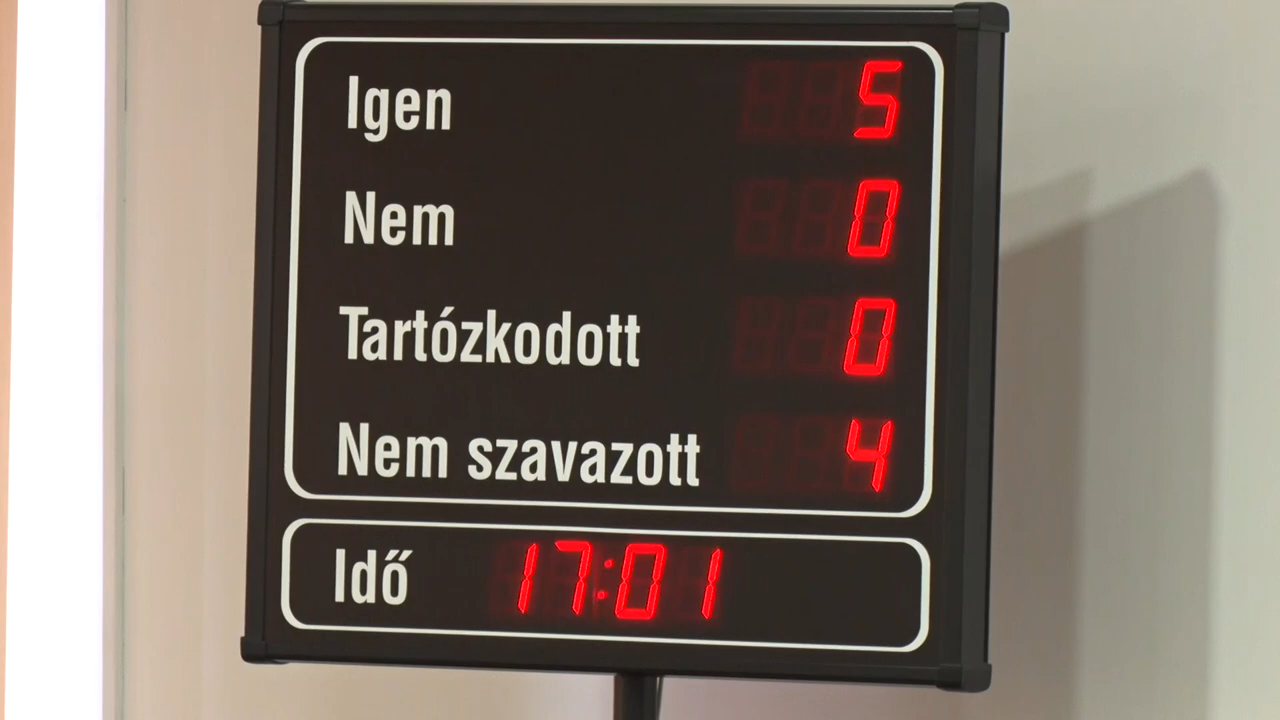 Igen 5
Nem 0
Tartózkodott 0
Nem szavazott 4
Idő 17:01